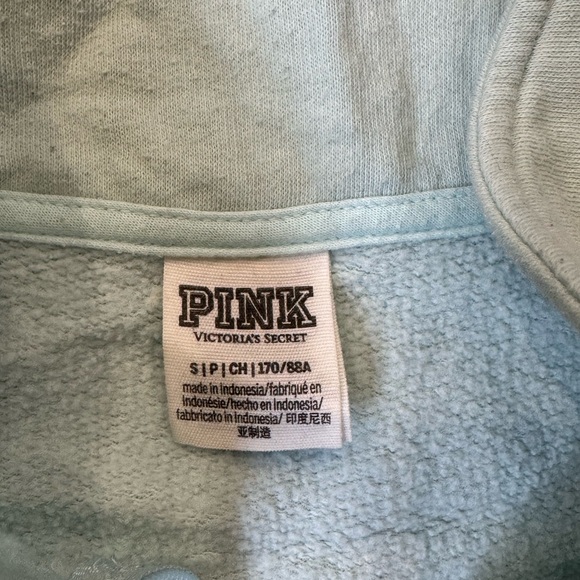 PINK
VICTORIA'S SECRET
S | P | CH | 170/88A
made in indonesia/fabriqué en
Indonésie/hecho en indonesia/
fabbricato in indonesia/ 印度尼西
亚制造